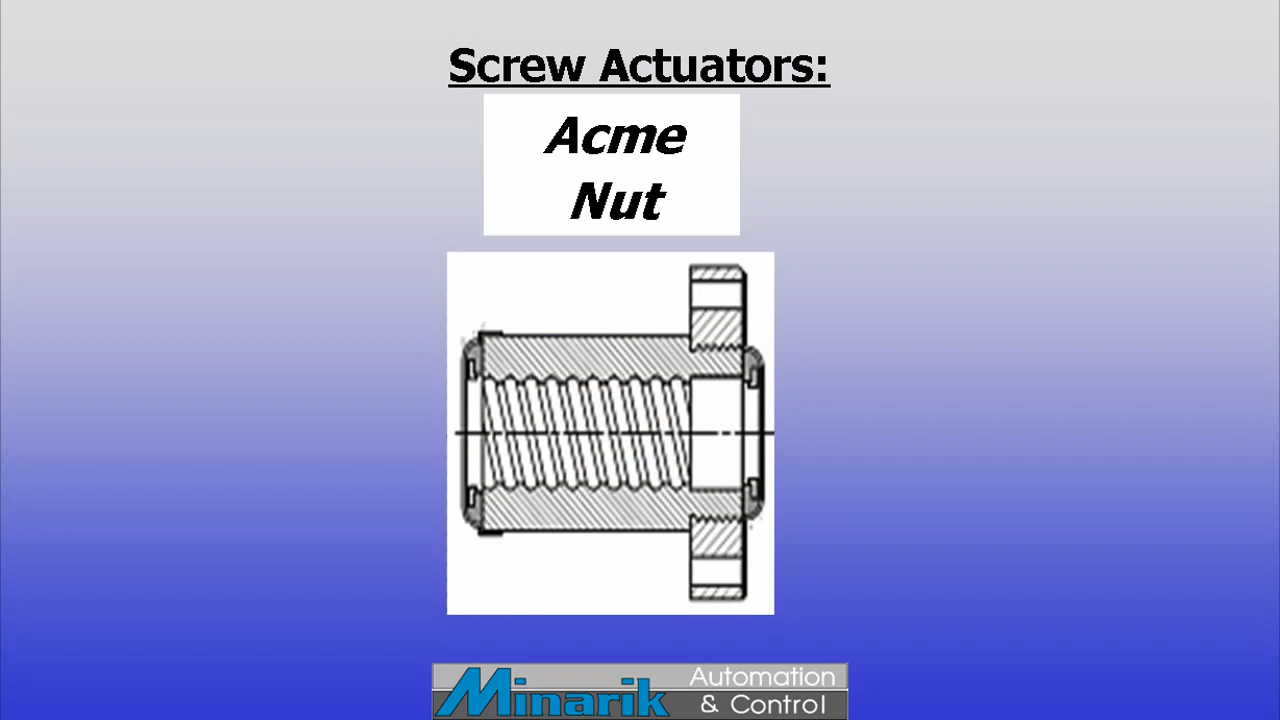 Screw Actuators:
Acme
Nut
Minarik
Automation
& Control